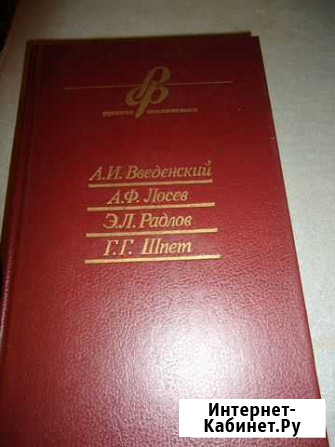 А.И. Введенский
А.Ф. Лосев
Э.Л. Радлов
Г.Г. Шпет
Интернет-
Кабинет.Ру